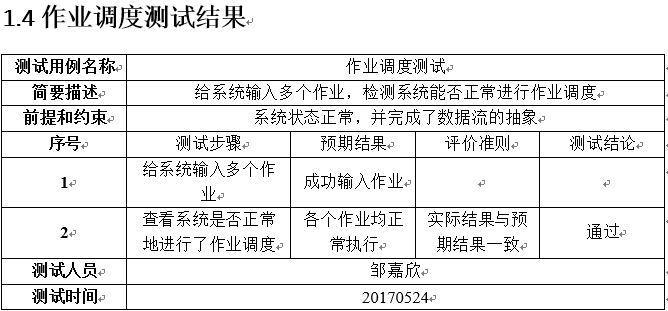 1.4 作业调度测试结果
测试用例名称 作业调度测试
简要描述 给系统输入多个作业，检测系统能否正常进行作业调度
前提和约束 系统状态正常，并完成了数据流的抽象
序号 测试步骤 预期结果 评价准则 测试结论
1 给系统输入多个作业 成功输入作业
2 查看系统是否正常地进行了作业调度 各个作业均正常执行 实际结果与预期结果一致 通过
测试人员 邹嘉欣
测试时间 20170524